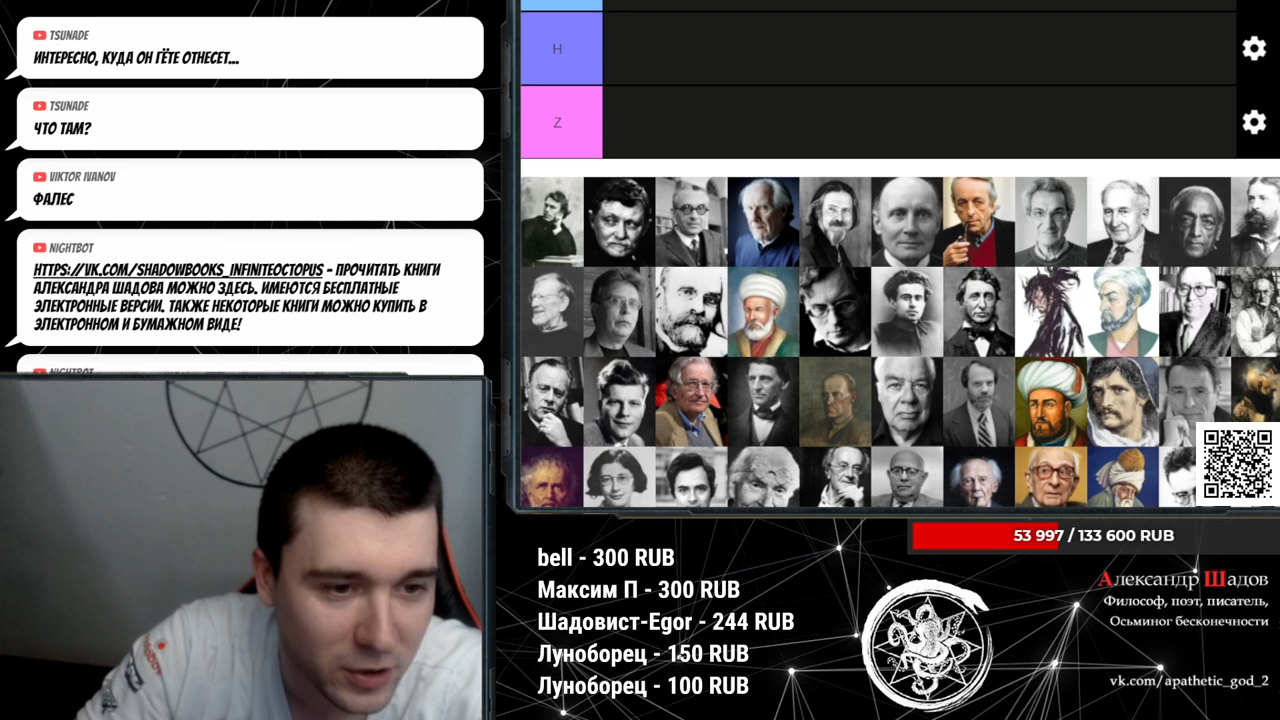 TSUNADE
ИНТЕРЕСНО, КУДА ОН ГЁТЕ ОТНЕСЕТ...
TSUNADE
ЧТО ТАМ?
VIKTOR IVANOV
ФАЛЕС
NIGHTBOT
HTTPS://VK.COM/SHADOWBOOKS_INFINITEOCTOPUS - ПРОЧИТАТЬ КНИГИ
АЛЕКСАНДРА ШАДОВА МОЖНО ЗДЕСЬ. ИМЕЮТСЯ БЕСПЛАТНЫЕ
ЭЛЕКТРОННЫЕ ВЕРСИИ. ТАКЖЕ НЕКОТОРЫЕ КНИГИ МОЖНО КУПИТЬ В
ЭЛЕКТРОННОМ И БУМАЖНОМ ВИДЕ!
NIGHTBOT
H
Z
53 997 / 133 600 RUB
bell - 300 RUB
Максим П - 300 RUB
Шадовист-Egor - 244 RUB
Луноборец - 150 RUB
Луноборец - 100 RUB
Александр Шадов
Философ, поэт, писатель,
Осьминог бесконечности
vk.com/apathetic_god_2